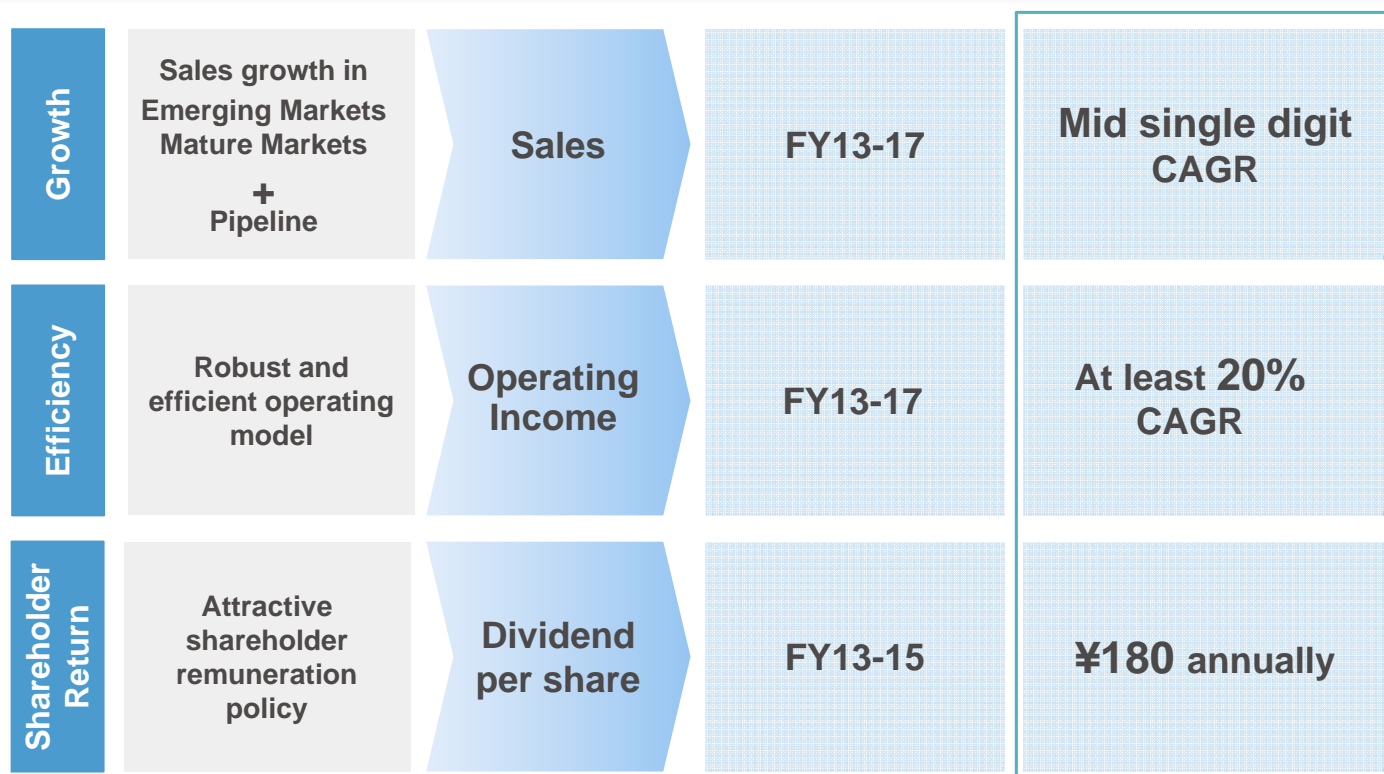 Growth
Sales growth in
Emerging Markets
Mature Markets
+
Pipeline
Sales
FY13-17
Mid single digit
CAGR
Efficiency
Robust and
efficient operating
model
Operating
Income
FY13-17
At least 20%
CAGR
Shareholder
Return
Attractive
shareholder
remuneration
policy
Dividend
per share
FY13-15
¥180 annually